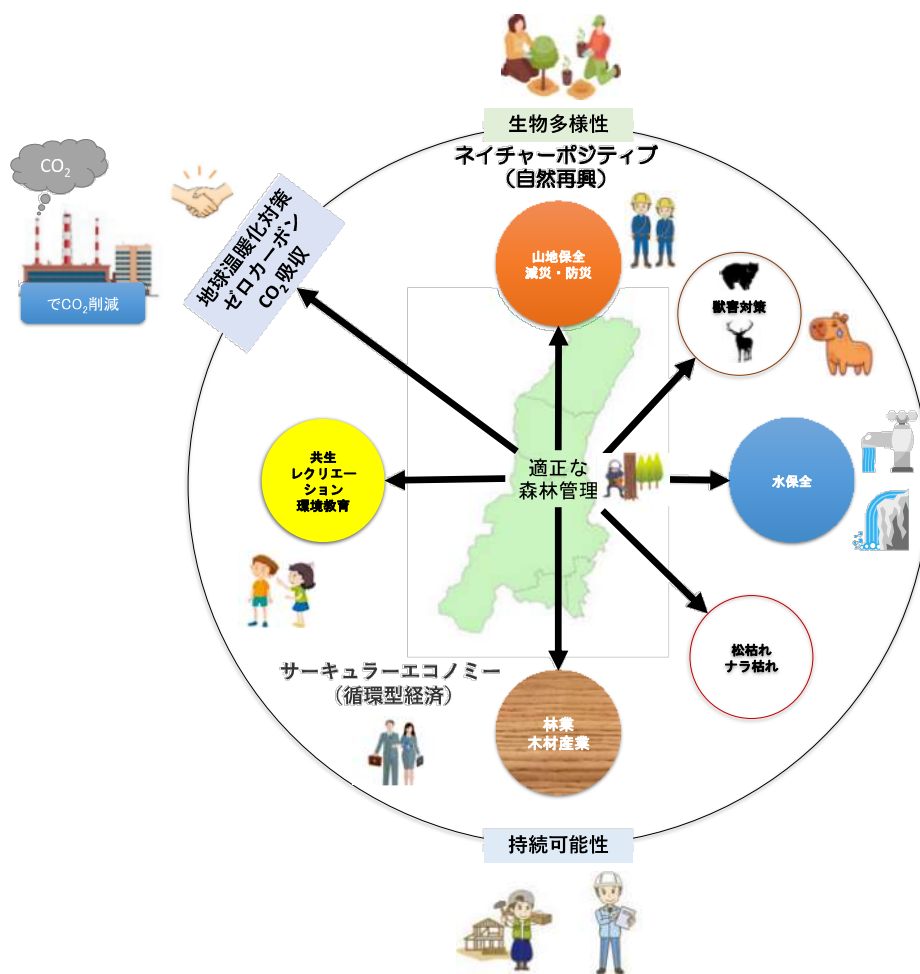 生物多様性
ネイチャーポジティブ
（自然再興）
CO₂
でCO₂削減
地球温暖化対策
ゼロカーボン
CO₂吸収
山地保全
減災・防災
獣害対策
共生
レクリエー
ション
環境教育
適正な
森林管理
水保全
松枯れ
ナラ枯れ
サーキュラーエコノミー
（循環型経済）
林業
木材産業
持続可能性